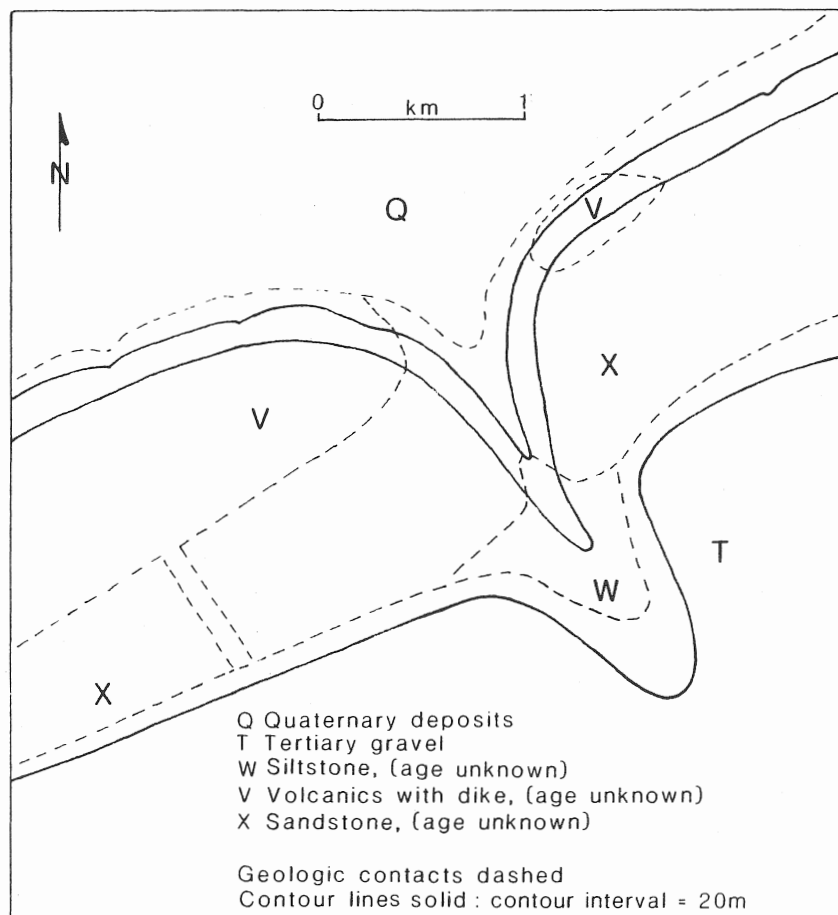 0 km 1
N
Q
V
X
V
T
W
X
Q Quaternary deposits
T Tertiary gravel
W Siltstone, (age unknown)
V Volcanics with dike, (age unknown)
X Sandstone, (age unknown)
Geologic contacts dashed
Contour lines solid : contour interval = 20m